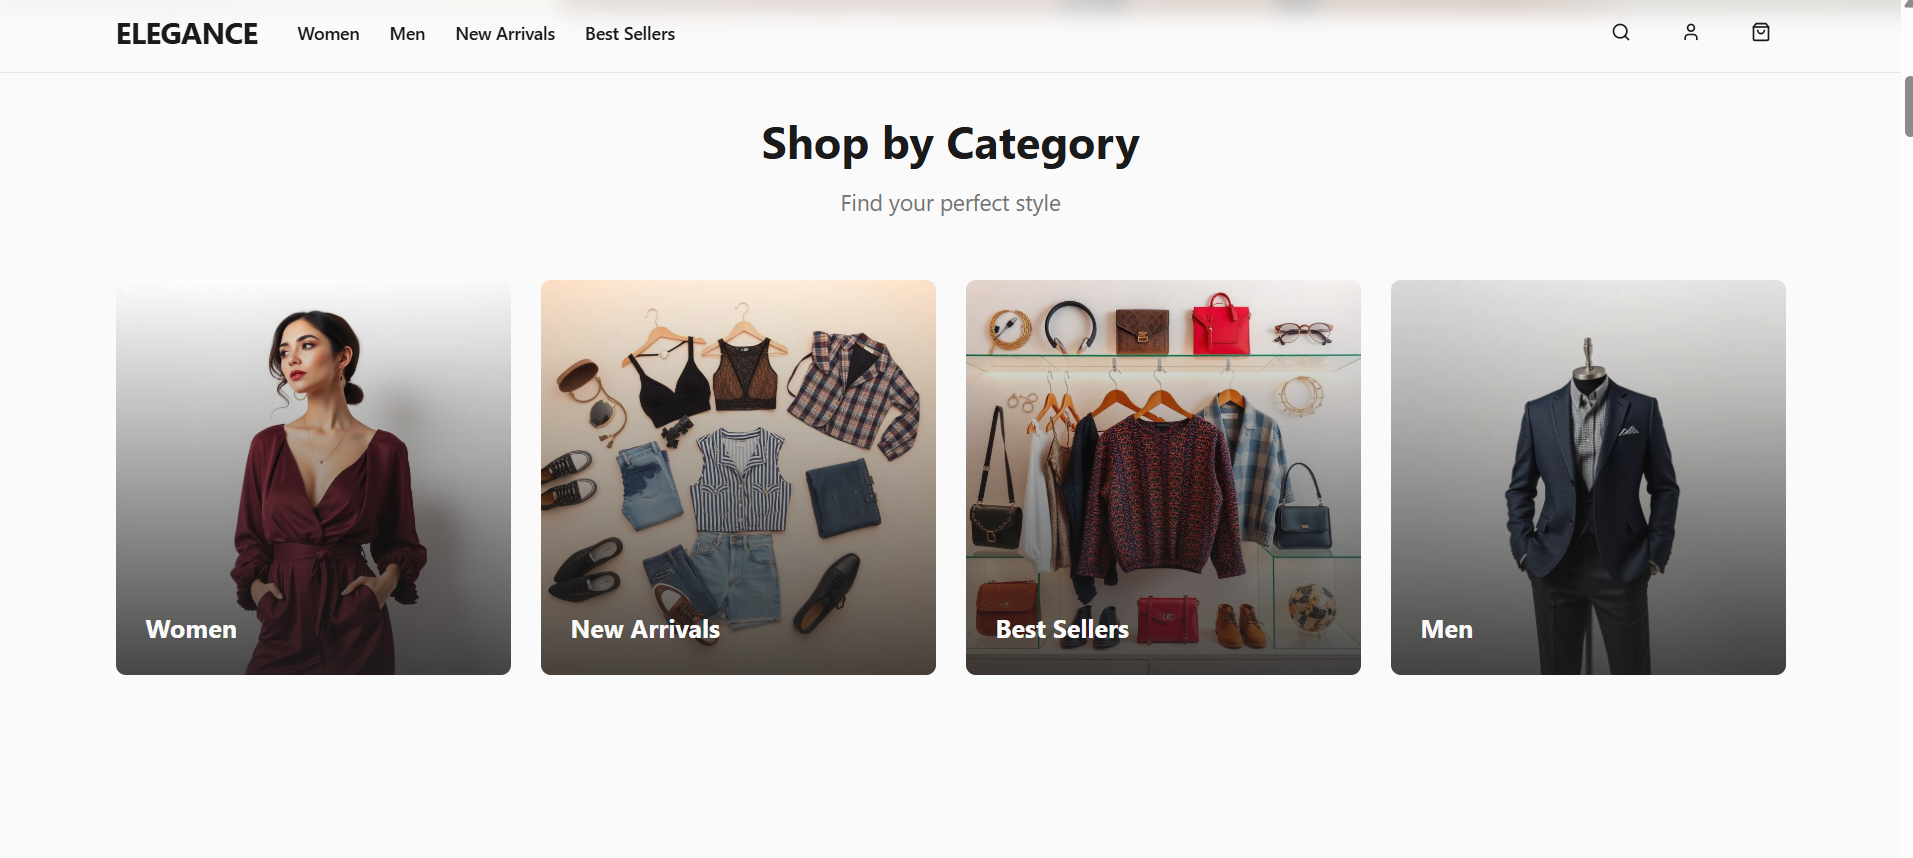 ELEGANCE Women Men New Arrivals Best Sellers
Shop by Category
Find your perfect style
Women New Arrivals Best Sellers Men